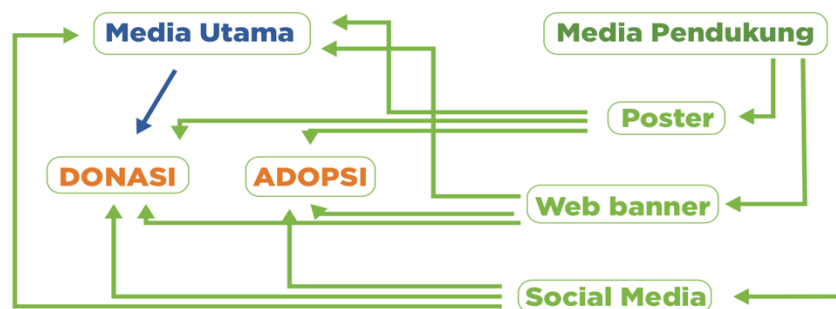 Media Utama
Media Pendukung
Poster
DONASI
ADOPSI
Web banner
Social Media